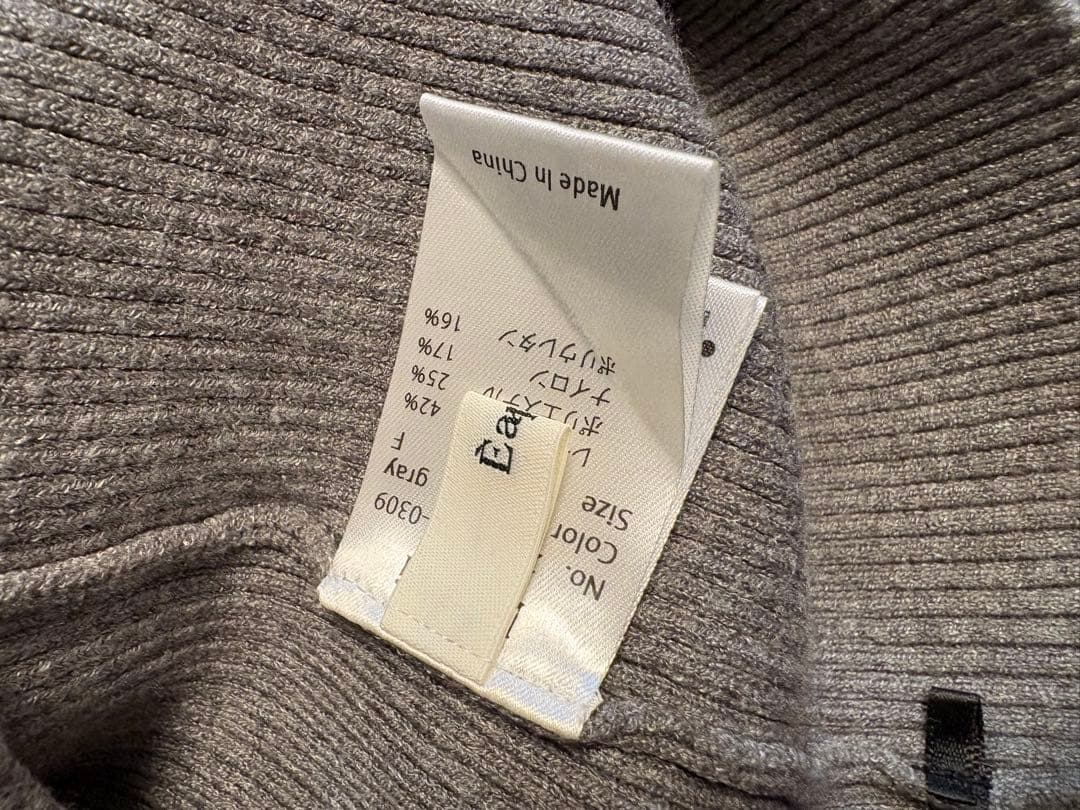 No. -0309
Color gray
Size F
42%
ポリエステル 25%
ナイロン 17%
ポリウレタン 16%
Made In China